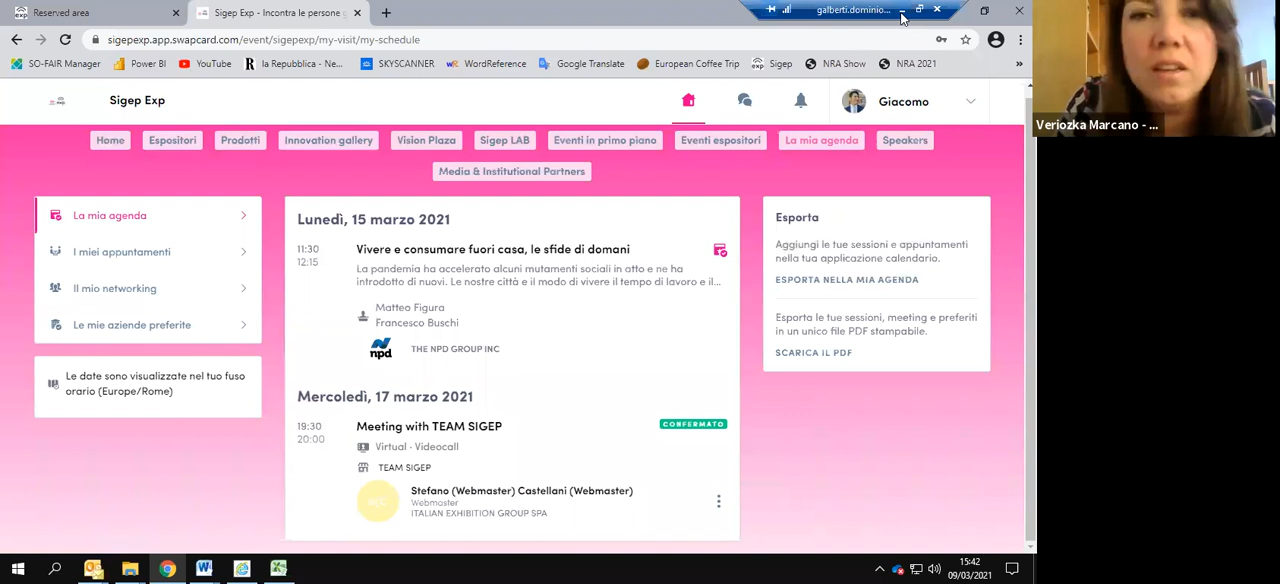 exp Reserved area
Sigep Exp - Incontra le persone g
galberti.dominio...
sigepexp.app.swapcard.com/event/sigepexp/my-visit/my-schedule
SO-FAIR Manager Power BI YouTube R la Repubblica - Ne... SKYSCANNER WR WordReference Google Translate European Coffee Trip exp Sigep NRA Show NRA 2021 »
Veriozka Marcano - ...
Sigep Exp
Giacomo
Home Espositori Prodotti Innovation gallery Vision Plaza Sigep LAB Eventi in primo piano Eventi espositori La mia agenda Speakers
Media & Institutional Partners
La mia agenda
I miei appuntamenti
Il mio networking
Le mie aziende preferite
Le date sono visualizzate nel tuo fuso
orario (Europe/Rome)
Lunedì, 15 marzo 2021
11:30
12:15
Vivere e consumare fuori casa, le sfide di domani
La pandemia ha accelerato alcuni mutamenti sociali in atto e ne ha
introdotto di nuovi. Le nostre città e il modo di vivere il tempo di lavoro e il...
Matteo Figura
Francesco Buschi
npd THE NPD GROUP INC
Mercoledì, 17 marzo 2021
19:30
20:00
Meeting with TEAM SIGEP
CONFERMATO
Virtual - Videocall
TEAM SIGEP
Stefano (Webmaster) Castellani (Webmaster)
Webmaster
ITALIAN EXHIBITION GROUP SPA
Esporta
Aggiungi le tue sessioni e appuntamenti
nella tua applicazione calendario.
ESPORTA NELLA MIA AGENDA
Esporta le tue sessioni, meeting e preferiti
in un unico file PDF stampabile.
SCARICA IL PDF
15:42
09/03/2021